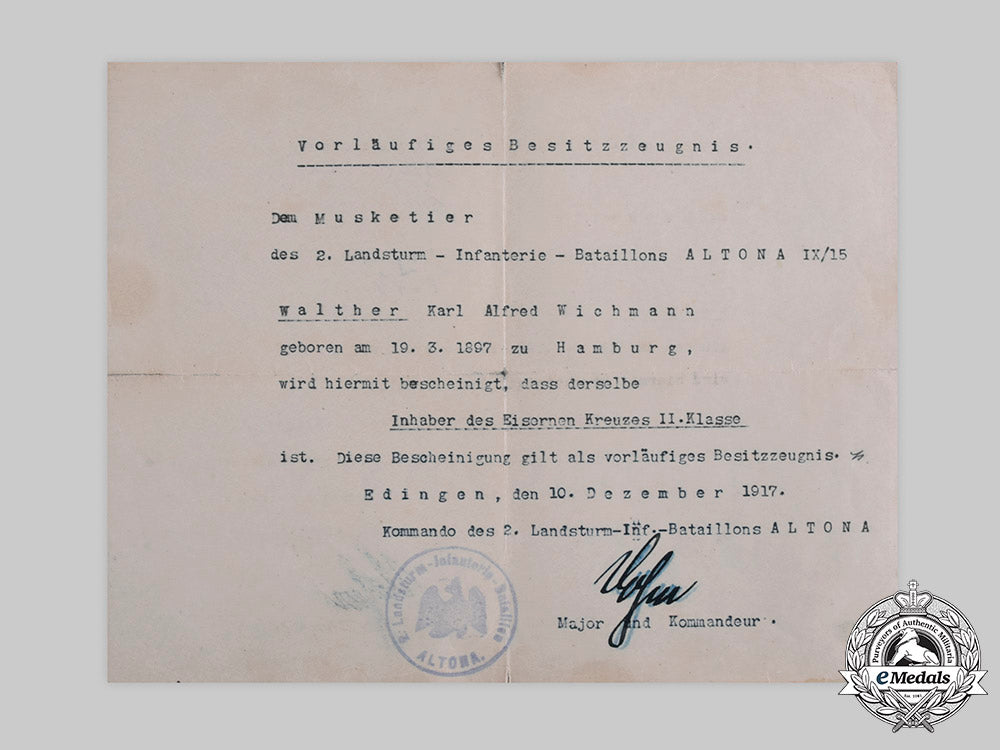 Vorläufiges Besitzzeugnis.
Dem Musketier
des 2. Landsturm - Infanterie - Bataillons ALTONA IX/15
Walther Karl Alfred Wichmann
geboren am 19. 3. 1897 zu Hamburg,
wird hiermit bescheinigt, dass derselbe
Inhaber des Eisernen Kreuzes II.Klasse
ist. Diese Bescheinigung gilt als vorläufiges Besitzzeugnis.
Edingen, den 10. Dezember 1917.
Kommando des 2. Landsturm-Inf.-Bataillons ALTONA
Major und Kommandeur.
2. Landsturm-Infanterie-Bataillon
ALTONA.
Purveyors of Authentic Militaria
eMedals